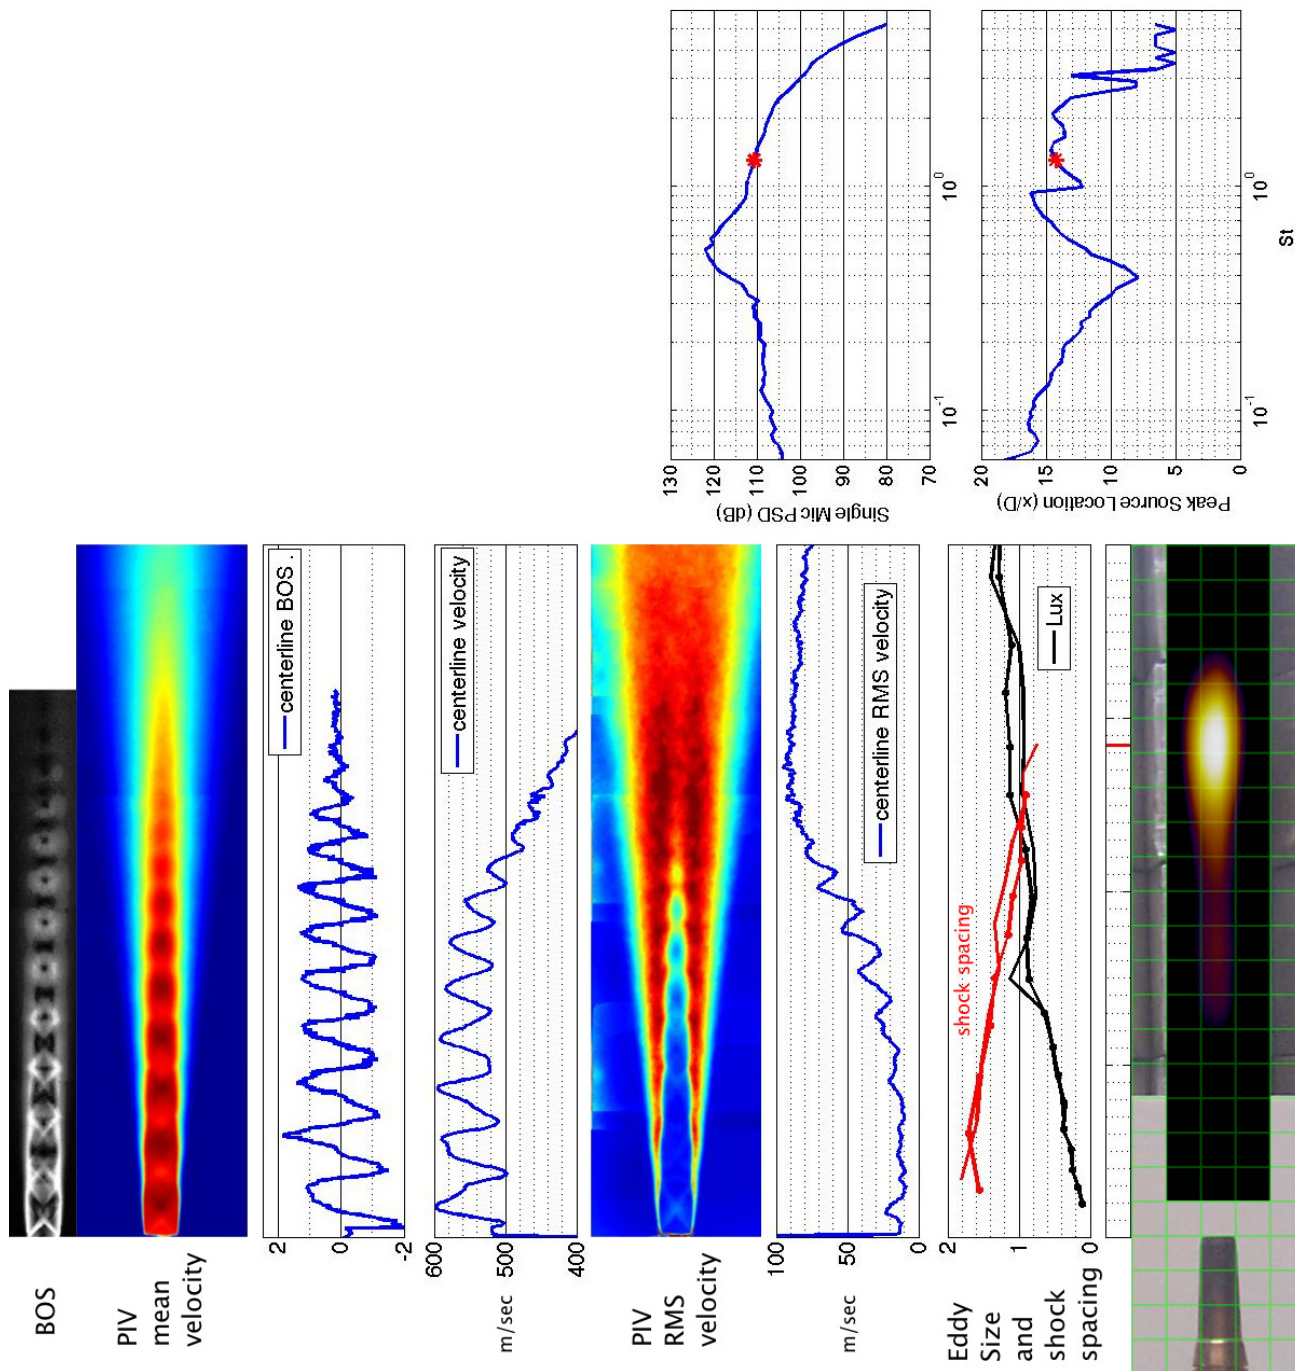 BOS
PIV
mean
velocity
2
0
-2
centerline BOS.
600
500
400
m/sec
centerline velocity
PIV
RMS
velocity
100
50
0
m/sec
centerline RMS velocity
Eddy
Size
and
shock
spacing
2
1
0
shock spacing
Lux
130
120
110
100
90
80
70
Single Mic PSD (dB)
10⁻¹
10⁰
20
15
10
5
0
Peak Source Location (x/D)
10⁻¹
10⁰
St